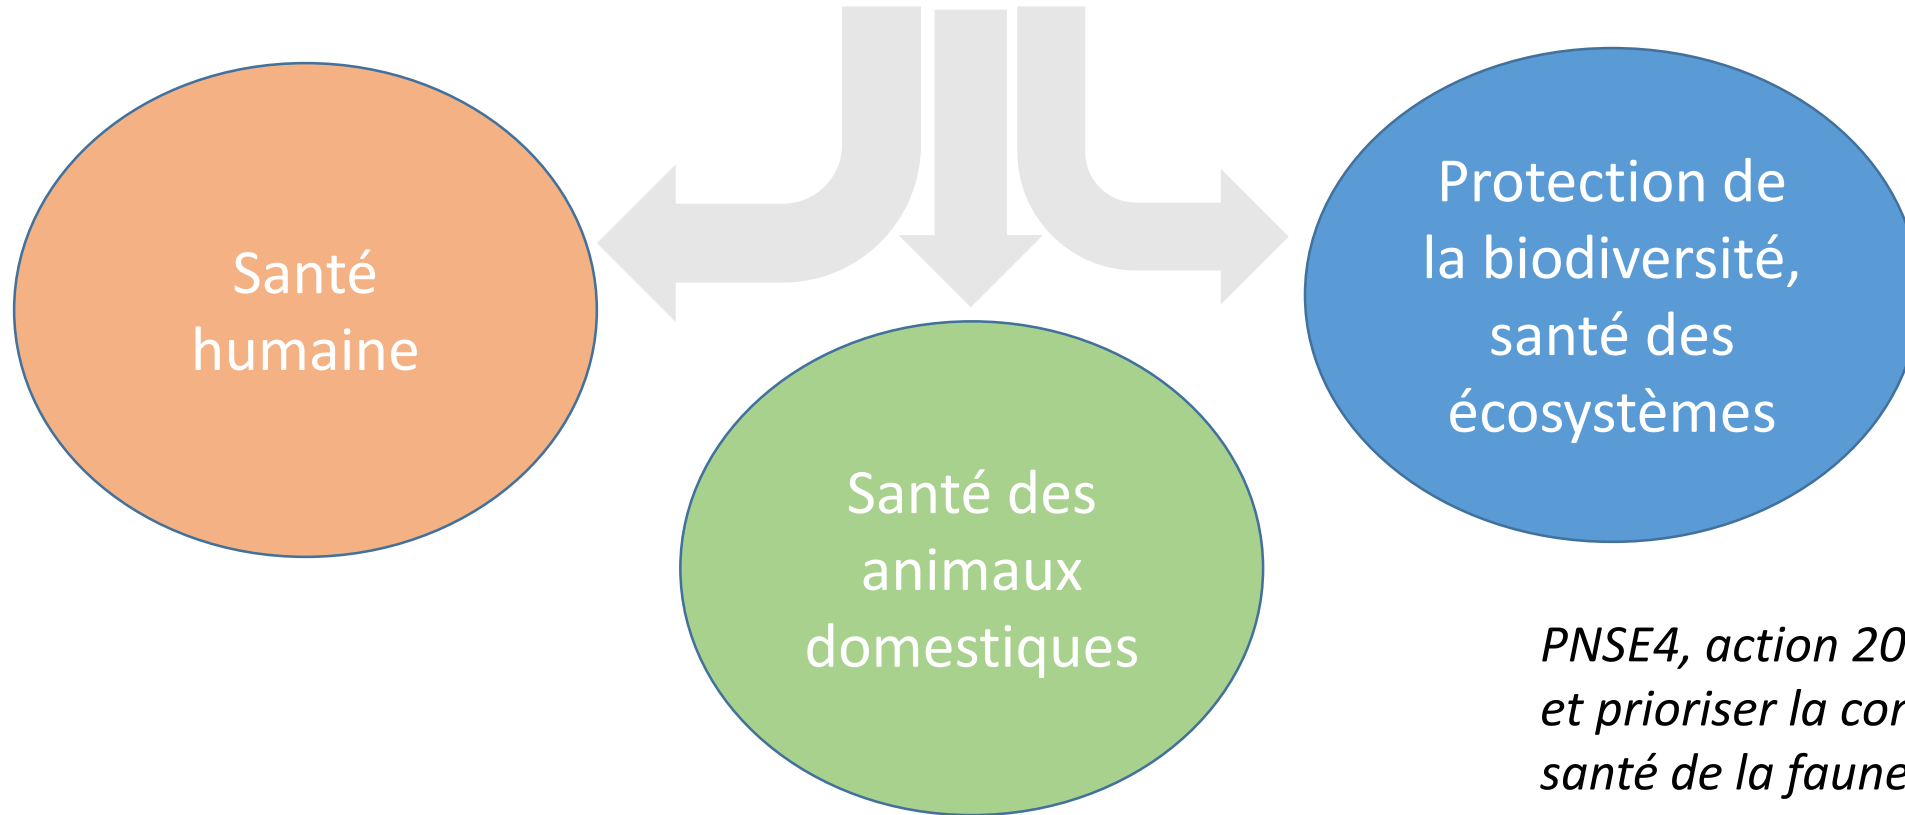 Santé
humaine
Santé des
animaux
domestiques
Protection de
la biodiversité,
santé des
écosystèmes
PNSE4, action 20
et prioriser la
santé de la faune